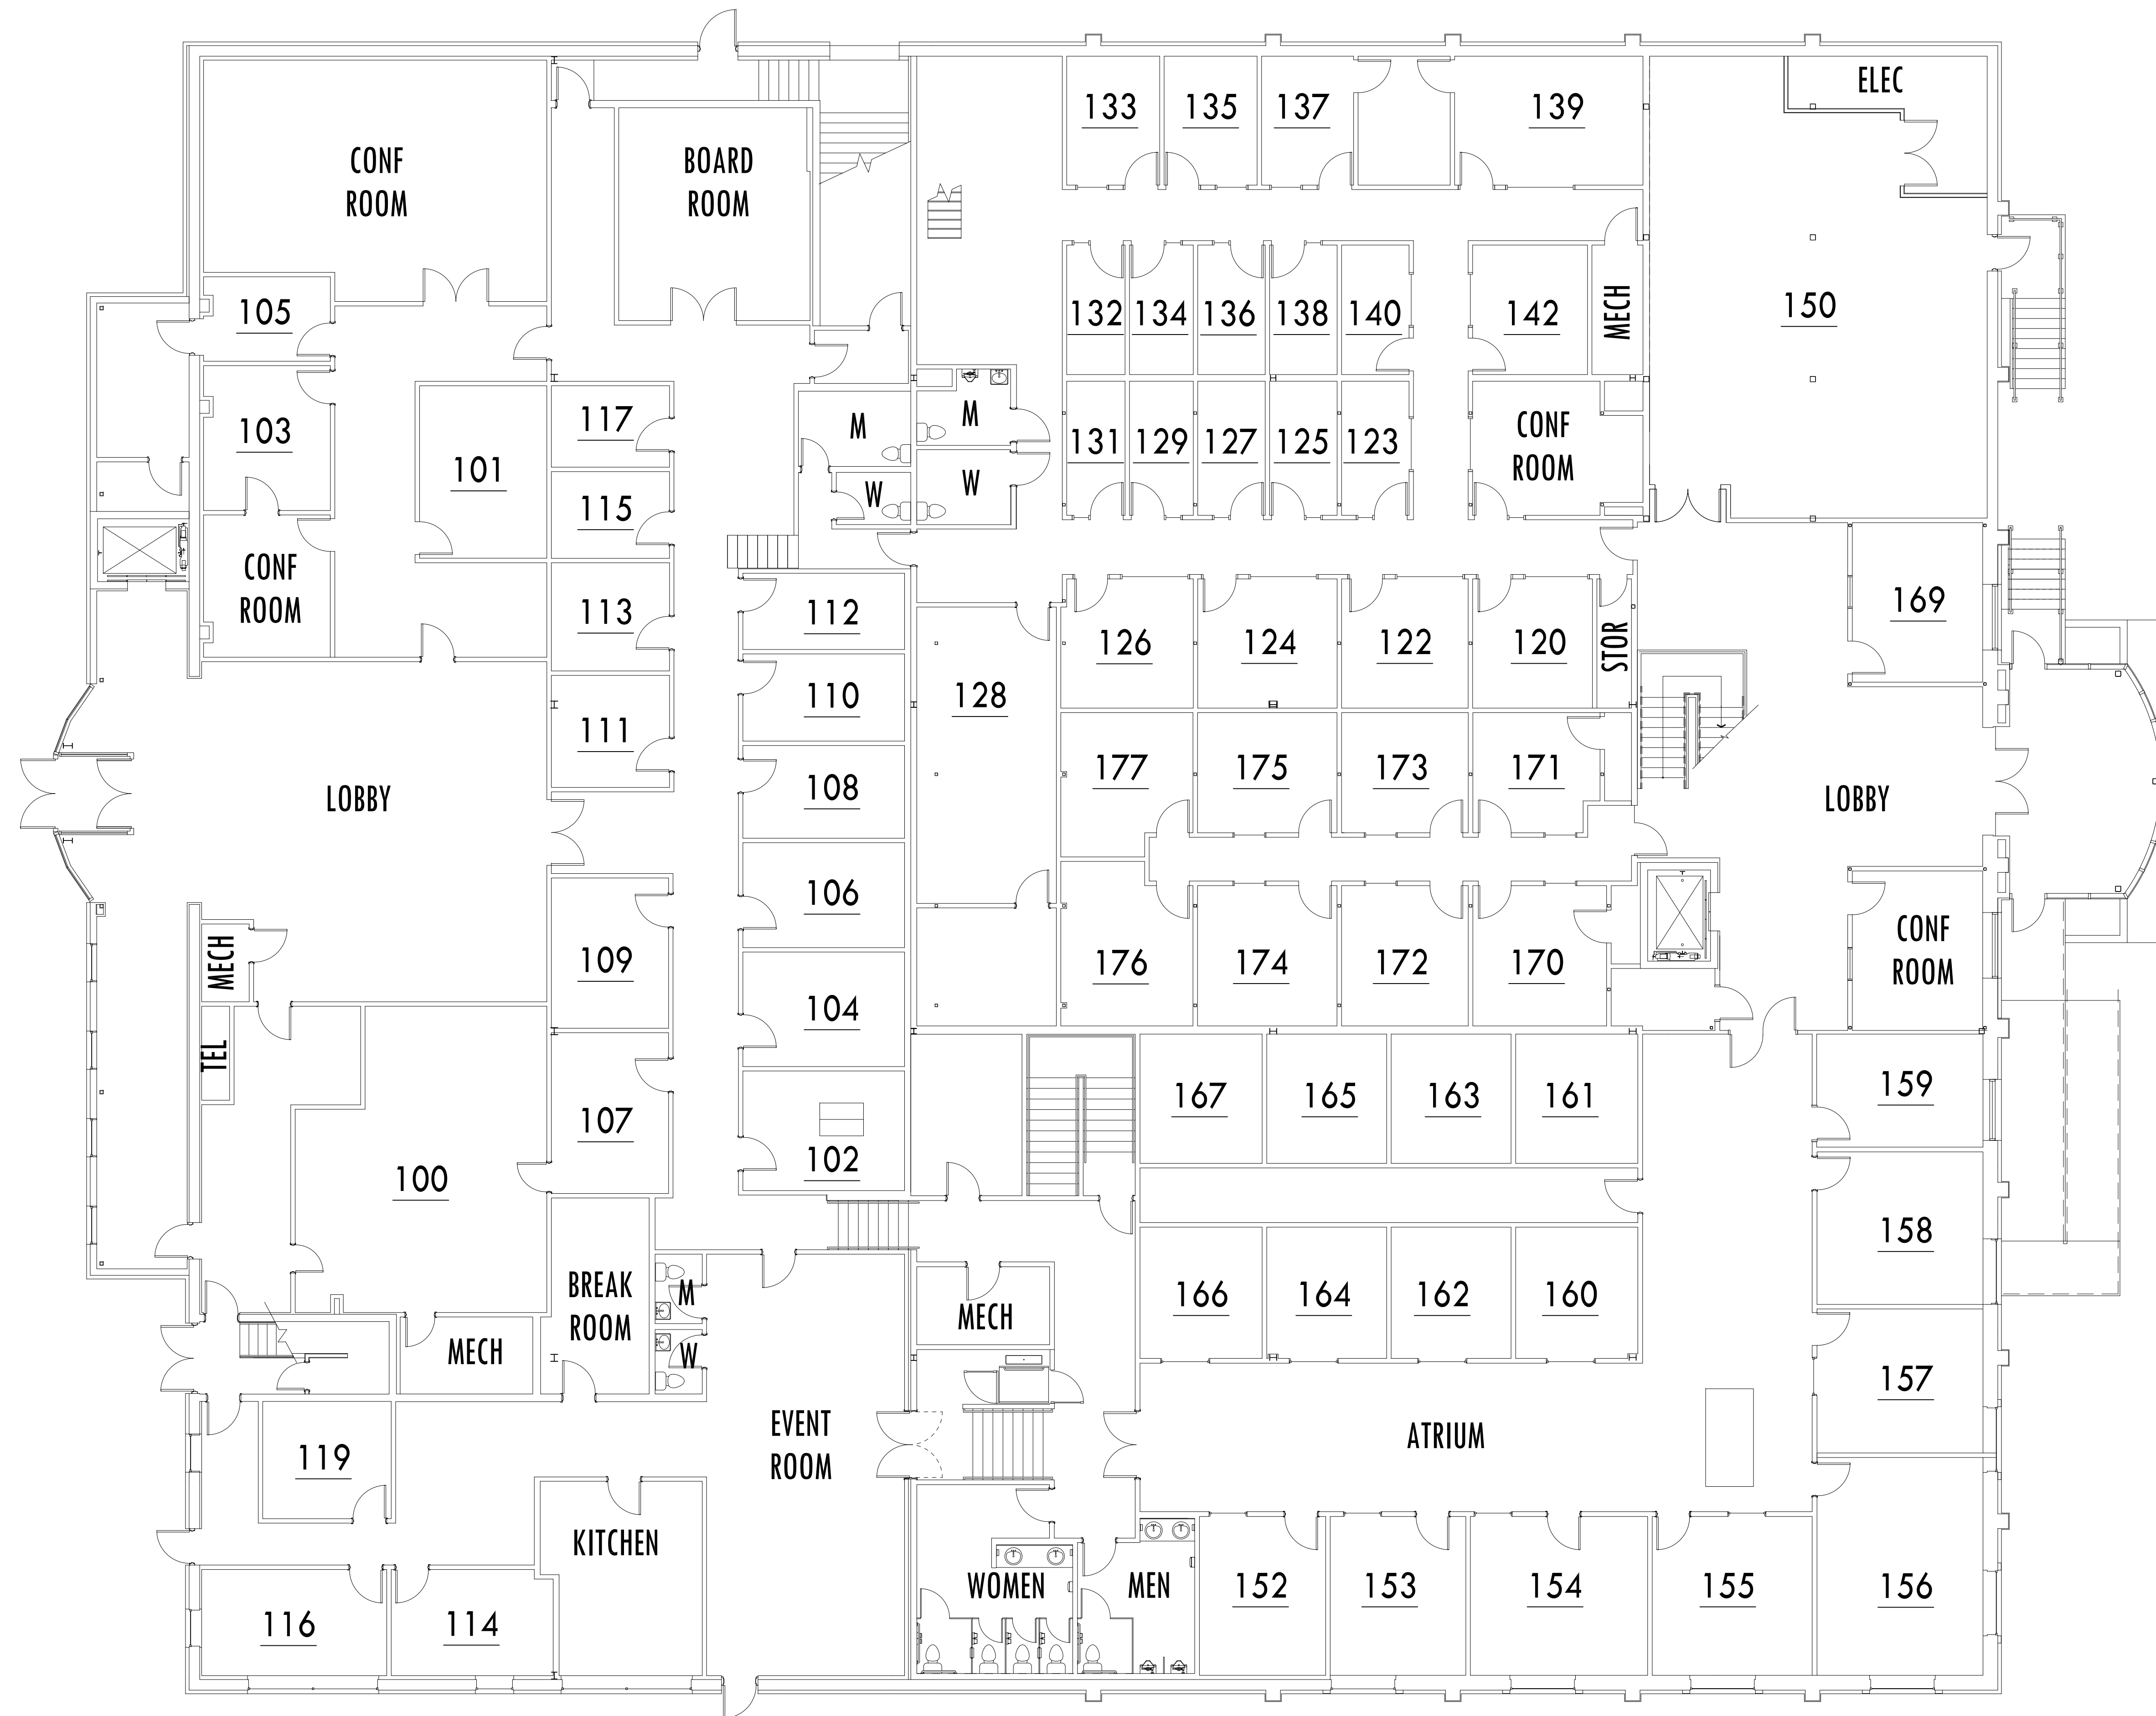 ELEC
133
135
137
139
CONF
ROOM
BOARD
ROOM
105
132
134
136
138
140
142
MECH
150
103
117
M
M
131
129
127
125
123
CONF
ROOM
101
115
W
W
CONF
ROOM
113
112
126
124
122
120
STOR
169
111
110
128
177
175
173
171
LOBBY
108
LOBBY
106
MECH
109
176
174
172
170
CONF
ROOM
104
TEL
107
167
165
163
161
159
100
102
158
BREAK
ROOM
M
W
MECH
MECH
166
164
162
160
157
119
EVENT
ROOM
ATRIUM
KITCHEN
116
114
WOMEN
MEN
152
153
154
155
156